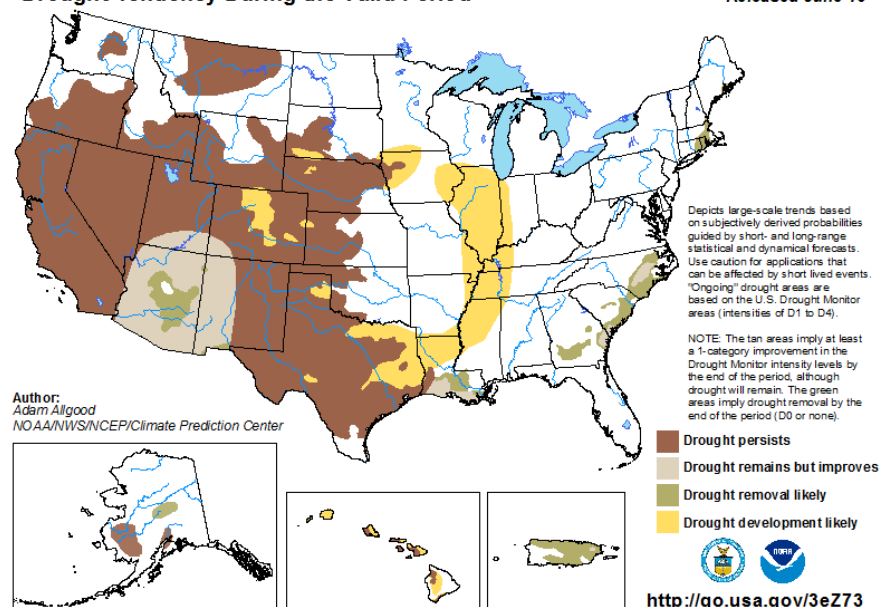 Depicts large-scale trends based
on subjectively derived probabilities
guided by short- and long-range
statistical and dynamical forecasts.
Use caution for applications that
can be affected by short lived events.
"Ongoing" drought areas are
based on the U.S. Drought Monitor
areas (intensities of D1 to D4).
NOTE: The tan areas imply at least
a 1-category improvement in the
Drought Monitor intensity levels by
the end of the period, although
drought will remain. The green
areas imply drought removal by the
end of the period (D0 or none).
Author:
Adam Allgood
NOAA/NWS/NCEP/Climate Prediction Center
Drought persists
Drought remains but improves
Drought removal likely
Drought development likely
NOAA
http://go.usa.gov/3eZ73